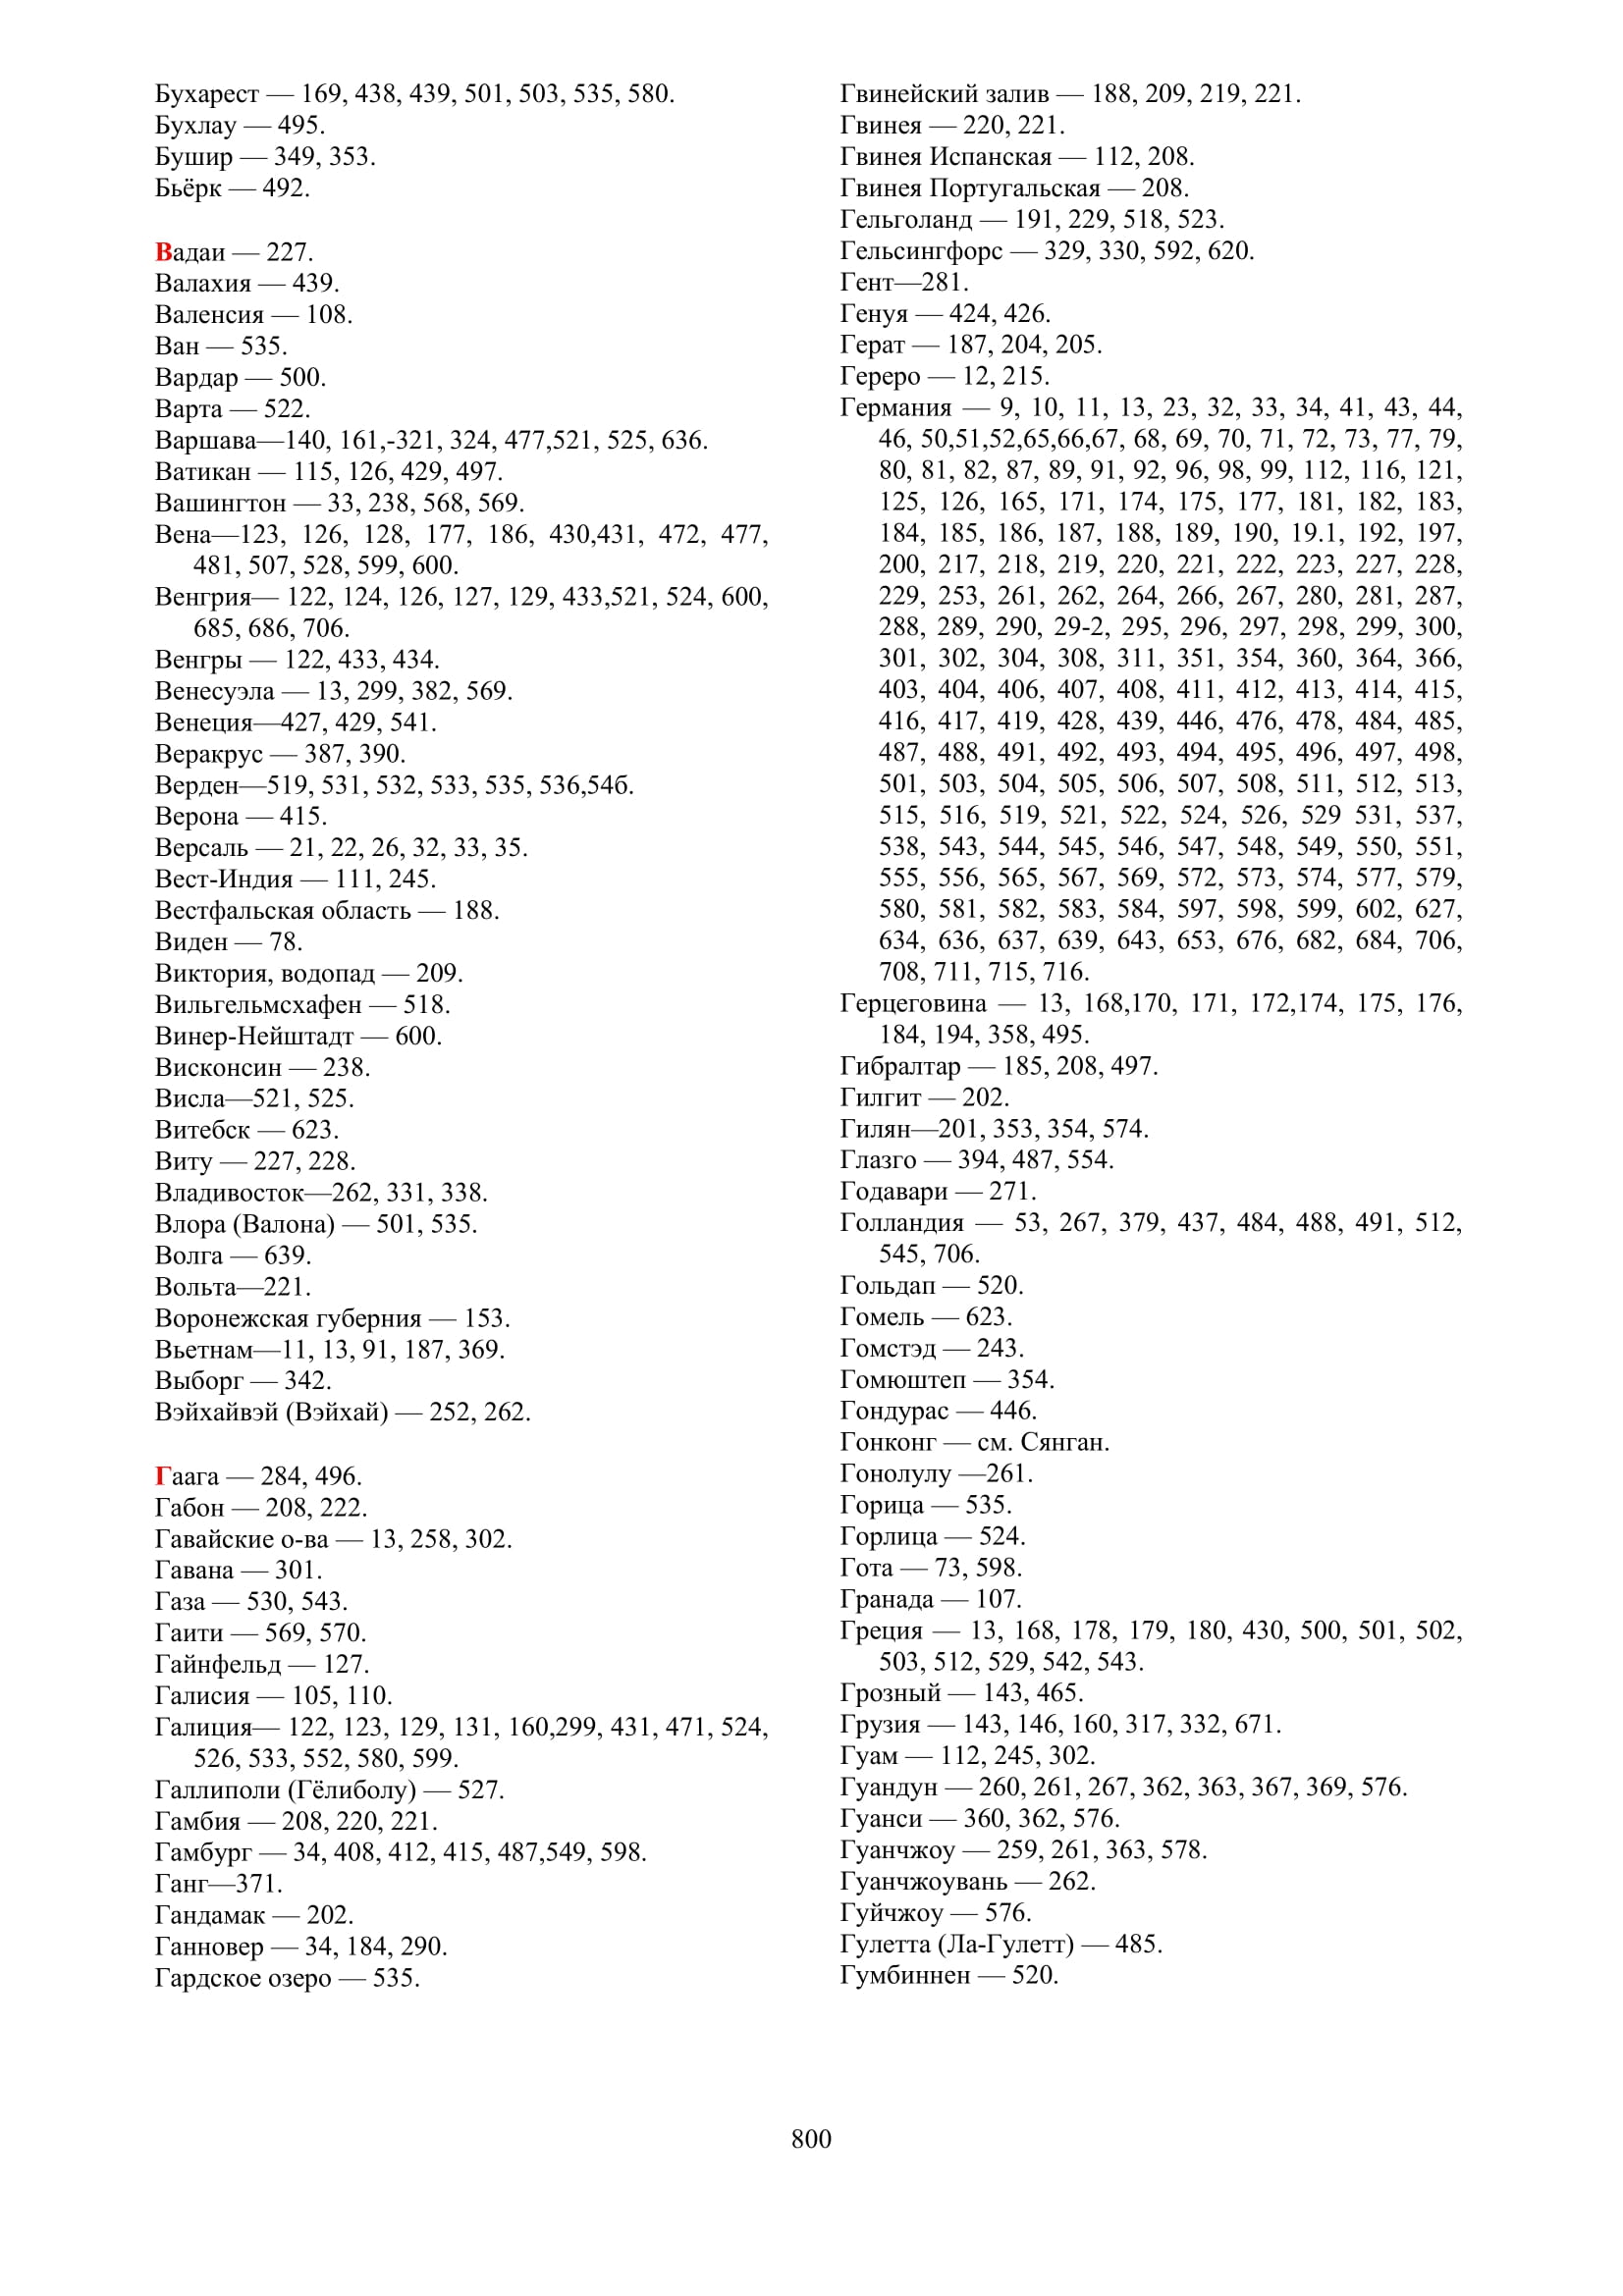 Бухарест — 169, 438, 439, 501, 503, 535, 580.
Бухлау — 495.
Бушир — 349, 353.
Бьёрк — 492.
Вадаи — 227.
Валахия — 439.
Валенсия — 108.
Ван — 535.
Вардар — 500.
Варта — 522.
Варшава—140, 161,-321, 324, 477,521, 525, 636.
Ватикан — 115, 126, 429, 497.
Вашингтон — 33, 238, 568, 569.
Вена—123, 126, 128, 177, 186, 430,431, 472, 477,
481, 507, 528, 599, 600.
Венгрия— 122, 124, 126, 127, 129, 433,521, 524, 600,
685, 686, 706.
Венгры — 122, 433, 434.
Венесуэла — 13, 299, 382, 569.
Венеция—427, 429, 541.
Веракрус — 387, 390.
Верден—519, 531, 532, 533, 535, 536,54б.
Верона — 415.
Версаль — 21, 22, 26, 32, 33, 35.
Вест-Индия — 111, 245.
Вестфальская область — 188.
Виден — 78.
Виктория, водопад — 209.
Вильгельмсхафен — 518.
Винер-Нейштадт — 600.
Висконсин — 238.
Висла—521, 525.
Витебск — 623.
Виту — 227, 228.
Владивосток—262, 331, 338.
Влора (Валона) — 501, 535.
Волга — 639.
Вольта—221.
Воронежская губерния — 153.
Вьетнам—11, 13, 91, 187, 369.
Выборг — 342.
Вэйхайвэй (Вэйхай) — 252, 262.
Гаага — 284, 496.
Габон — 208, 222.
Гавайские о-ва — 13, 258, 302.
Гавана — 301.
Газа — 530, 543.
Гаити — 569, 570.
Гайнфельд — 127.
Галисия — 105, 110.
Галиция— 122, 123, 129, 131, 160,299, 431, 471, 524,
526, 533, 552, 580, 599.
Галлиполи (Гёлиболу) — 527.
Гамбия — 208, 220, 221.
Гамбург — 34, 408, 412, 415, 487,549, 598.
Ганг—371.
Гандамак — 202.
Ганновер — 34, 184, 290.
Гардское озеро — 535.
Гвинейский залив — 188, 209, 219, 221.
Гвинея — 220, 221.
Гвинея Испанская — 112, 208.
Гвинея Португальская — 208.
Гельголанд — 191, 229, 518, 523.
Гельсингфорс — 329, 330, 592, 620.
Гент—281.
Генуя — 424, 426.
Герат — 187, 204, 205.
Гереро — 12, 215.
Германия — 9, 10, 11, 13, 23, 32, 33, 34, 41, 43, 44,
46, 50,51,52,65,66,67, 68, 69, 70, 71, 72, 73, 77, 79,
80, 81, 82, 87, 89, 91, 92, 96, 98, 99, 112, 116, 121,
125, 126, 165, 171, 174, 175, 177, 181, 182, 183,
184, 185, 186, 187, 188, 189, 190, 19.1, 192, 197,
200, 217, 218, 219, 220, 221, 222, 223, 227, 228,
229, 253, 261, 262, 264, 266, 267, 280, 281, 287,
288, 289, 290, 29-2, 295, 296, 297, 298, 299, 300,
301, 302, 304, 308, 311, 351, 354, 360, 364, 366,
403, 404, 406, 407, 408, 411, 412, 413, 414, 415,
416, 417, 419, 428, 439, 446, 476, 478, 484, 485,
487, 488, 491, 492, 493, 494, 495, 496, 497, 498,
501, 503, 504, 505, 506, 507, 508, 511, 512, 513,
515, 516, 519, 521, 522, 524, 526, 529 531, 537,
538, 543, 544, 545, 546, 547, 548, 549, 550, 551,
555, 556, 565, 567, 569, 572, 573, 574, 577, 579,
580, 581, 582, 583, 584, 597, 598, 599, 602, 627,
634, 636, 637, 639, 643, 653, 676, 682, 684, 706,
708, 711, 715, 716.
Герцеговина — 13, 168,170, 171, 172,174, 175, 176,
184, 194, 358, 495.
Гибралтар — 185, 208, 497.
Гилгит — 202.
Гилян—201, 353, 354, 574.
Глазго — 394, 487, 554.
Годавари — 271.
Голландия — 53, 267, 379, 437, 484, 488, 491, 512,
545, 706.
Гольдап — 520.
Гомель — 623.
Гомстэд — 243.
Гомюштеп — 354.
Гондурас — 446.
Гонконг — см. Сянган.
Гонолулу —261.
Горица — 535.
Горлица — 524.
Гота — 73, 598.
Гранада — 107.
Греция — 13, 168, 178, 179, 180, 430, 500, 501, 502,
503, 512, 529, 542, 543.
Грозный — 143, 465.
Грузия — 143, 146, 160, 317, 332, 671.
Гуам — 112, 245, 302.
Гуандун — 260, 261, 267, 362, 363, 367, 369, 576.
Гуанси — 360, 362, 576.
Гуанчжоу — 259, 261, 363, 578.
Гуанчжоувань — 262.
Гуйчжоу — 576.
Гулетта (Ла-Гулетт) — 485.
Гумбиннен — 520.
800